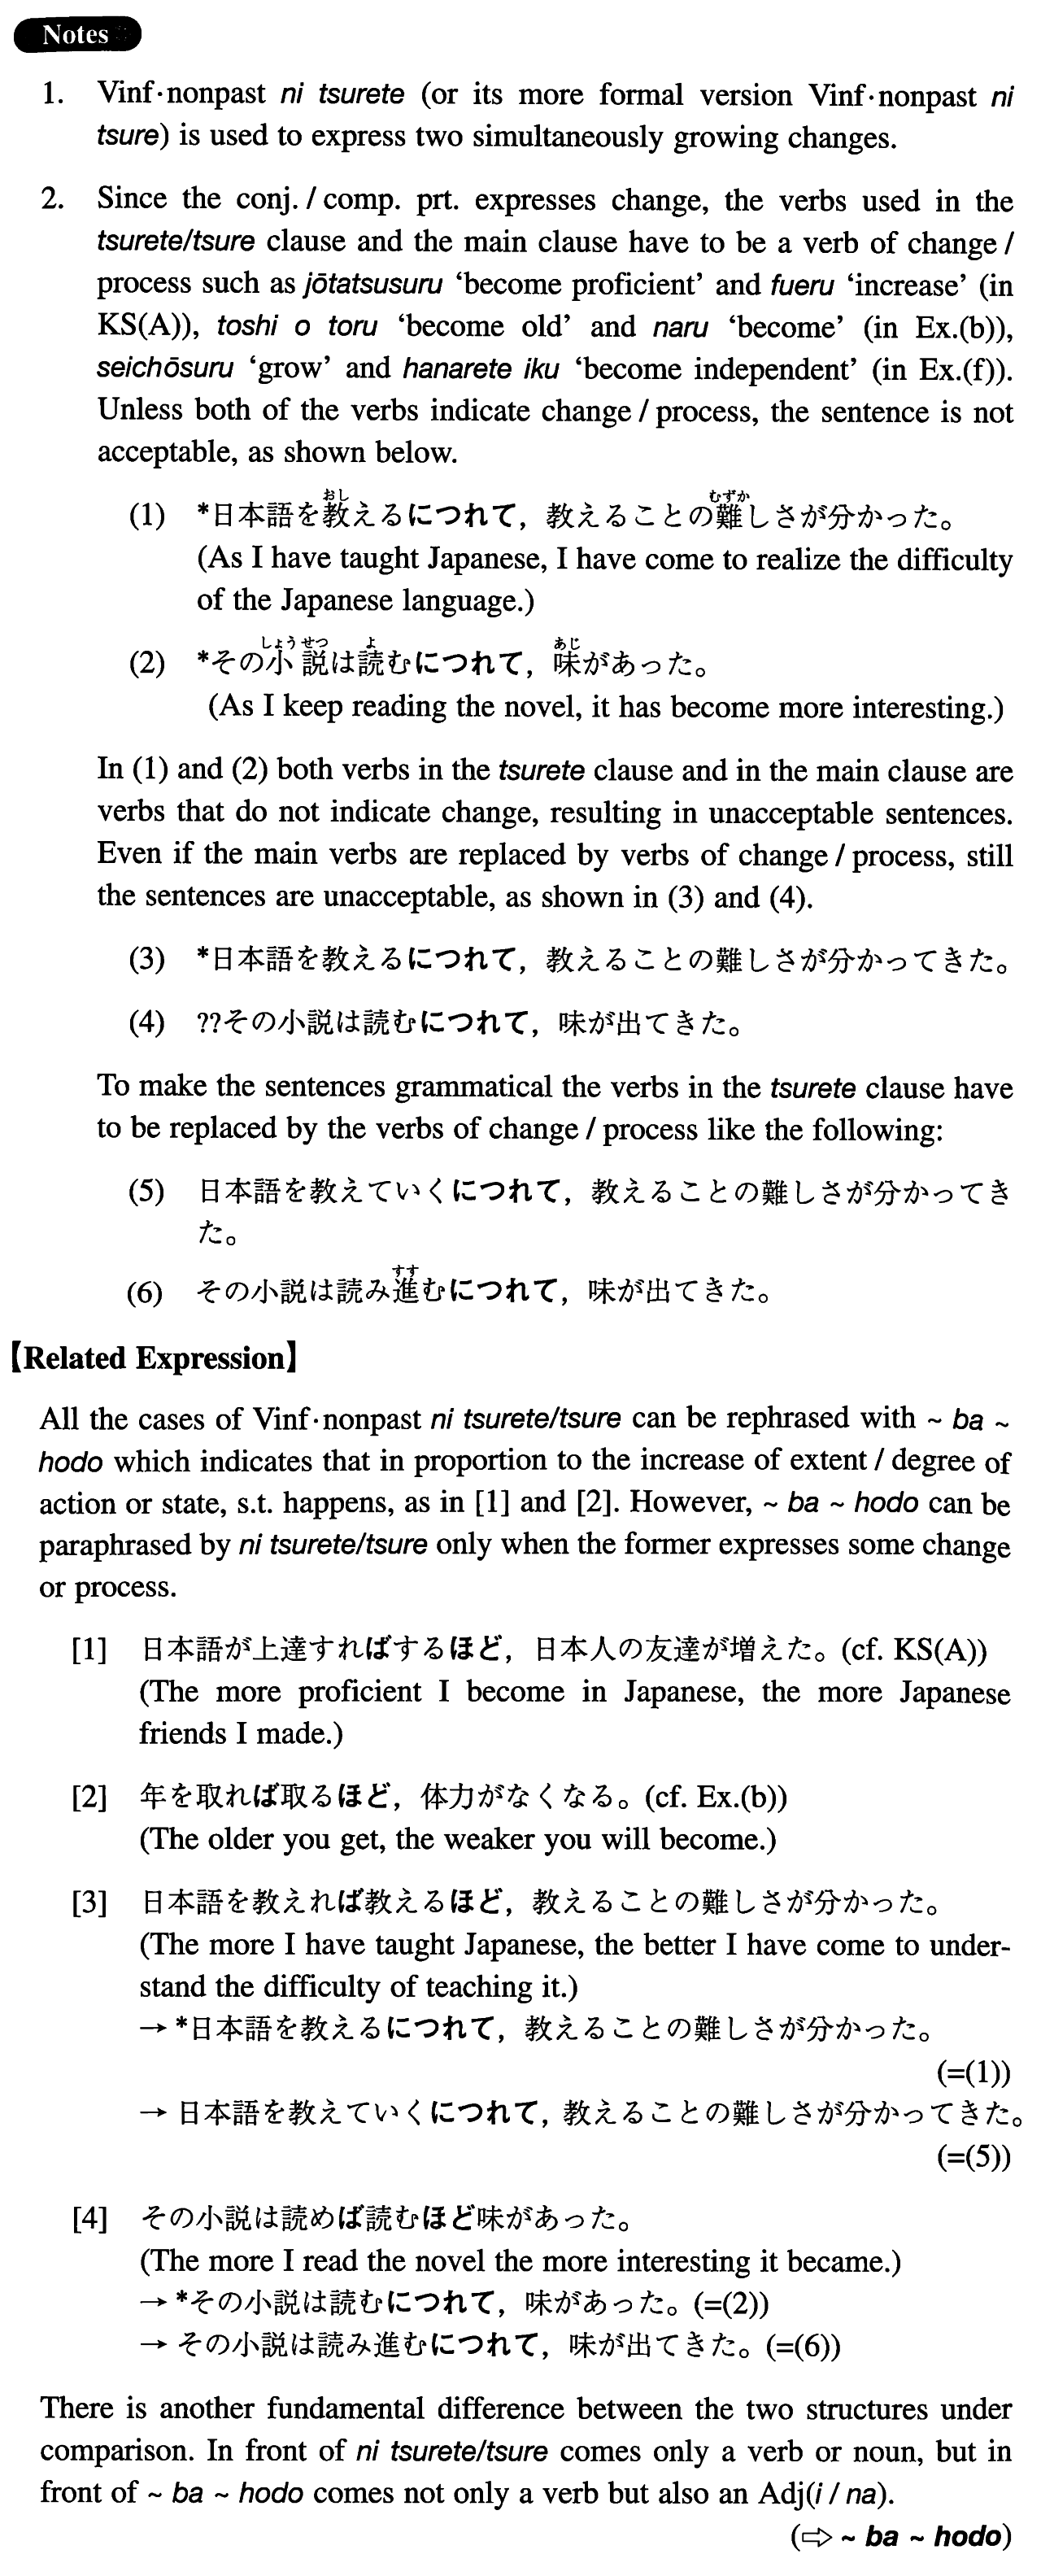 Notes
1. Vinf·nonpast ni tsurete (or its more formal version Vinf·nonpast ni
tsure) is used to express two simultaneously growing changes.
2. Since the conj. / comp. prt. expresses change, the verbs used in the
tsurete/tsure clause and the main clause have to be a verb of change /
process such as jōtatsusuru ‘become proficient’ and fueru ‘increase’ (in
KS(A)), toshi o toru ‘become old’ and naru ‘become’ (in Ex.(b)),
seichōsuru ‘grow’ and hanarete iku ‘become independent’ (in Ex.(f)).
Unless both of the verbs indicate change / process, the sentence is not
acceptable, as shown below.
おし むずか
(1) *日本語を教えるにつれて，教えることの難しさが分かった。
(As I have taught Japanese, I have come to realize the difficulty
of the Japanese language.)
しょうせつ よ あじ
(2) *その小説は読むにつれて，味があった。
(As I keep reading the novel, it has become more interesting.)
In (1) and (2) both verbs in the tsurete clause and in the main clause are
verbs that do not indicate change, resulting in unacceptable sentences.
Even if the main verbs are replaced by verbs of change / process, still
the sentences are unacceptable, as shown in (3) and (4).
(3) *日本語を教えるにつれて，教えることの難しさが分かってきた。
(4) ??その小説は読むにつれて，味が出てきた。
To make the sentences grammatical the verbs in the tsurete clause have
to be replaced by the verbs of change / process like the following:
(5) 日本語を教えていくにつれて，教えることの難しさが分かってき
た。
すす
(6) その小説は読み進むにつれて，味が出てきた。
【Related Expression】
All the cases of Vinf·nonpast ni tsurete/tsure can be rephrased with ~ ba ~
hodo which indicates that in proportion to the increase of extent / degree of
action or state, s.t. happens, as in [1] and [2]. However, ~ ba ~ hodo can be
paraphrased by ni tsurete/tsure only when the former expresses some change
or process.
[1] 日本語が上達すればするほど，日本人の友達が増えた。(cf. KS(A))
(The more proficient I become in Japanese, the more Japanese
friends I made.)
[2] 年を取れば取るほど，体力がなくなる。(cf. Ex.(b))
(The older you get, the weaker you will become.)
[3] 日本語を教えれば教えるほど，教えることの難しさが分かった。
(The more I have taught Japanese, the better I have come to under-
stand the difficulty of teaching it.)
→ *日本語を教えるにつれて，教えることの難しさが分かった。
(=(1))
→ 日本語を教えていくにつれて，教えることの難しさが分かってきた。
(=(5))
[4] その小説は読めば読むほど味があった。
(The more I read the novel the more interesting it became.)
→ *その小説は読むにつれて，味があった。(=(2))
→ その小説は読み進むにつれて，味が出てきた。(=(6))
There is another fundamental difference between the two structures under
comparison. In front of ni tsurete/tsure comes only a verb or noun, but in
front of ~ ba ~ hodo comes not only a verb but also an Adj(i / na).
(⇨ ~ ba ~ hodo)